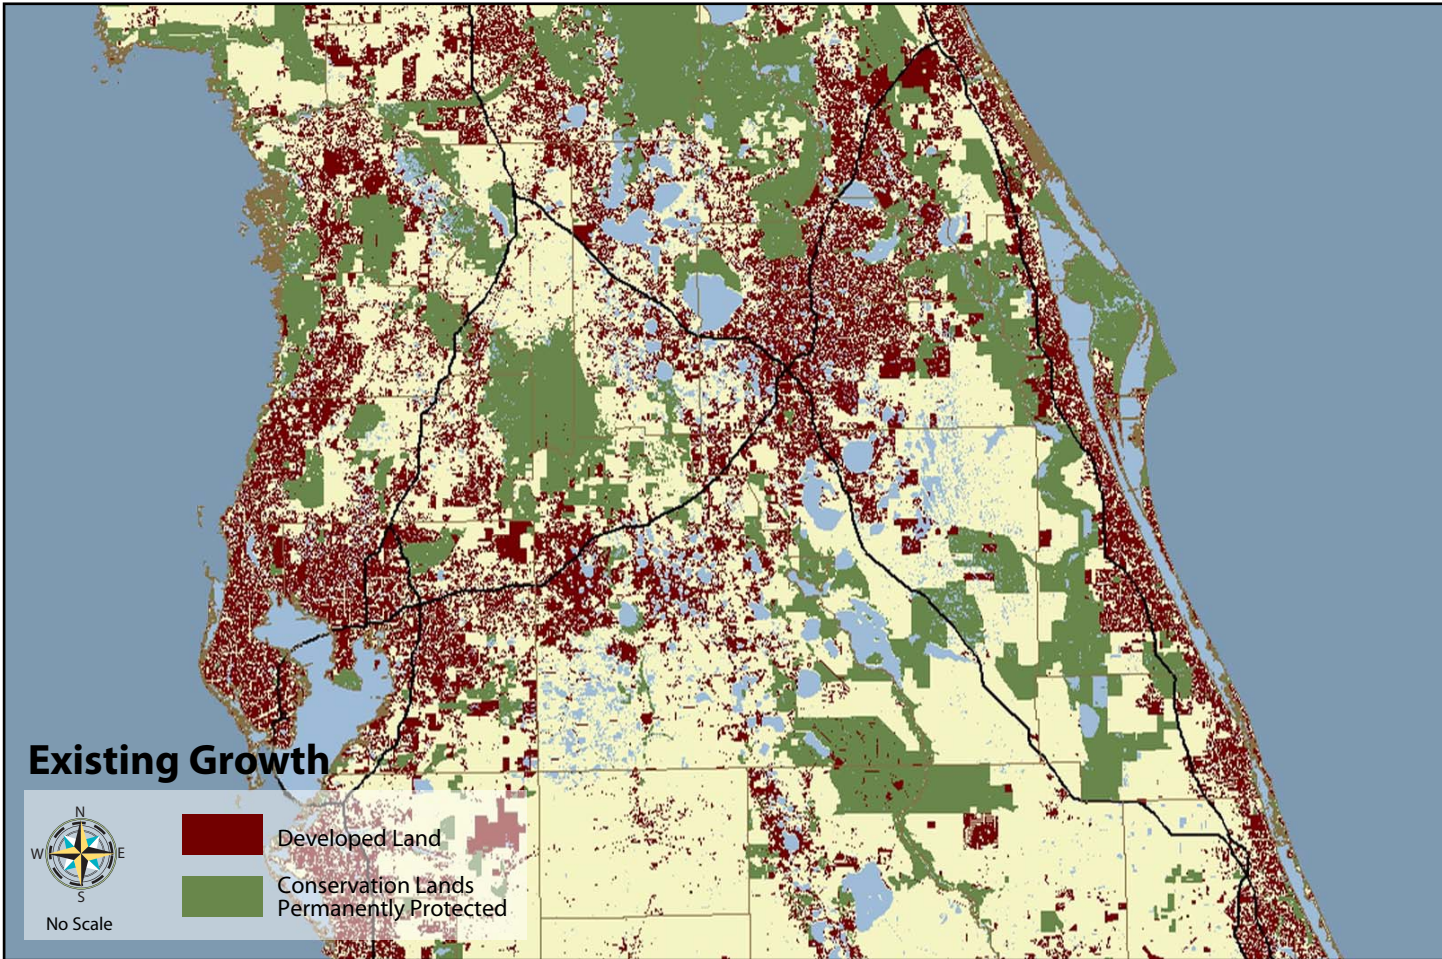 Existing Growth
N
W
E
S
No Scale
Developed Land
Conservation Lands
Permanently Protected